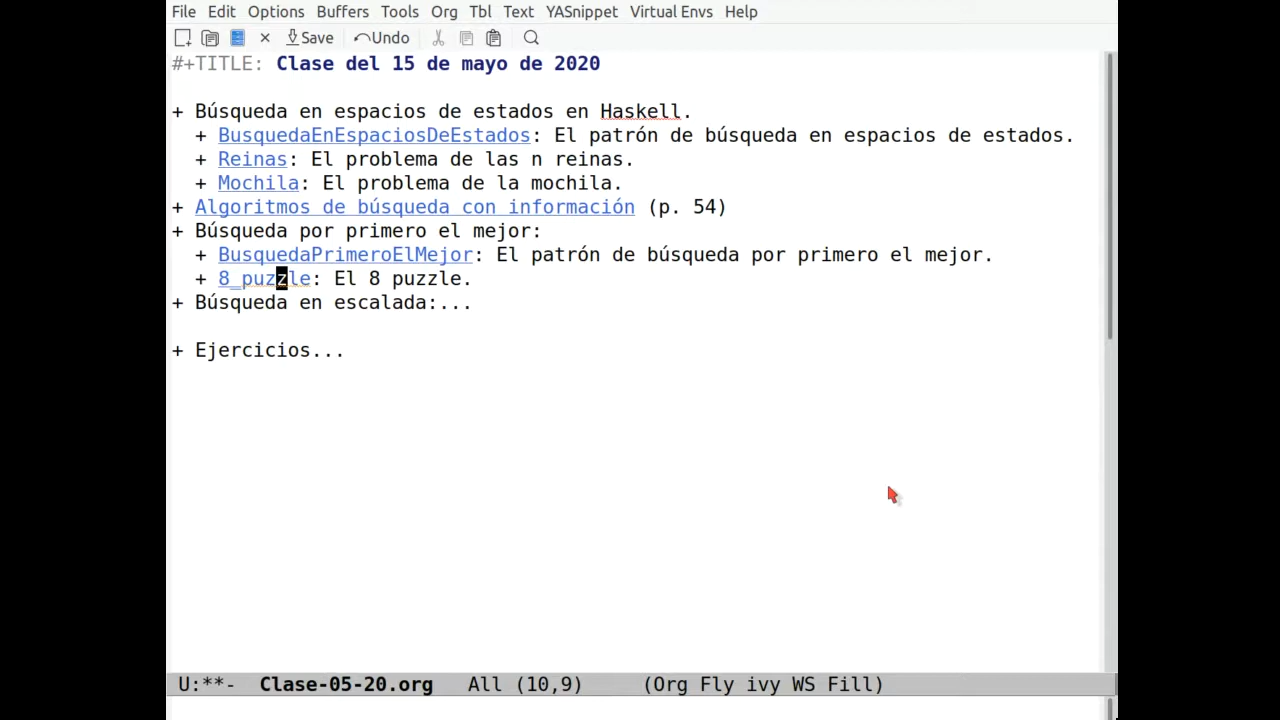 File Edit Options Buffers Tools Org Tbl Text YASnippet Virtual Envs Help
Save Undo
#+TITLE: Clase del 15 de mayo de 2020
+ Búsqueda en espacios de estados en Haskell.
+ BusquedaEnEspaciosDeEstados: El patrón de búsqueda en espacios de estados.
+ Reinas: El problema de las n reinas.
+ Mochila: El problema de la mochila.
+ Algoritmos de búsqueda con información (p. 54)
+ Búsqueda por primero el mejor:
+ BusquedaPrimeroElMejor: El patrón de búsqueda por primero el mejor.
+ 8_puzzle: El 8 puzzle.
+ Búsqueda en escalada:...
+ Ejercicios...
U:**- Clase-05-20.org All (10,9) (Org Fly ivy WS Fill)